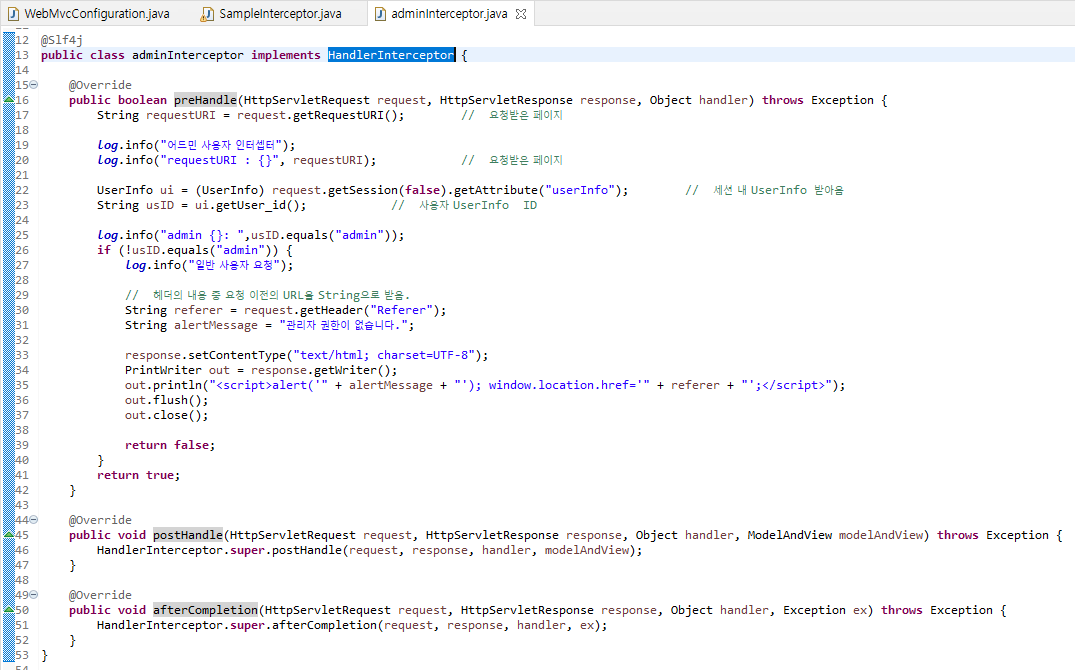 WebMvcConfiguration.java SampleInterceptor.java adminInterceptor.java
12 @Slf4j
13 public class adminInterceptor implements HandlerInterceptor {
14
15 @Override
16 public boolean preHandle(HttpServletRequest request, HttpServletResponse response, Object handler) throws Exception {
17 String requestURI = request.getRequestURI(); // 요청받은 페이지
18
19 log.info("어드민 사용자 인터셉터");
20 log.info("requestURI : {}", requestURI); // 요청받은 페이지
21
22 UserInfo ui = (UserInfo) request.getSession(false).getAttribute("userInfo"); // 세션 내 UserInfo 받아옴
23 String usID = ui.getUser_id(); // 사용자 UserInfo ID
24
25 log.info("admin {}: ",usID.equals("admin"));
26 if (!usID.equals("admin")) {
27 log.info("일반 사용자 요청");
28
29 // 헤더의 내용 중 요청 이전의 URL을 String으로 받음.
30 String referer = request.getHeader("Referer");
31 String alertMessage = "관리자 권한이 없습니다.";
32
33 response.setContentType("text/html; charset=UTF-8");
34 PrintWriter out = response.getWriter();
35 out.println("<script>alert('" + alertMessage + "'); window.location.href='" + referer + "';</script>");
36 out.flush();
37 out.close();
38
39 return false;
40 }
41 return true;
42 }
43
44 @Override
45 public void postHandle(HttpServletRequest request, HttpServletResponse response, Object handler, ModelAndView modelAndView) throws Exception {
46 HandlerInterceptor.super.postHandle(request, response, handler, modelAndView);
47 }
48
49 @Override
50 public void afterCompletion(HttpServletRequest request, HttpServletResponse response, Object handler, Exception ex) throws Exception {
51 HandlerInterceptor.super.afterCompletion(request, response, handler, ex);
52 }
53 }